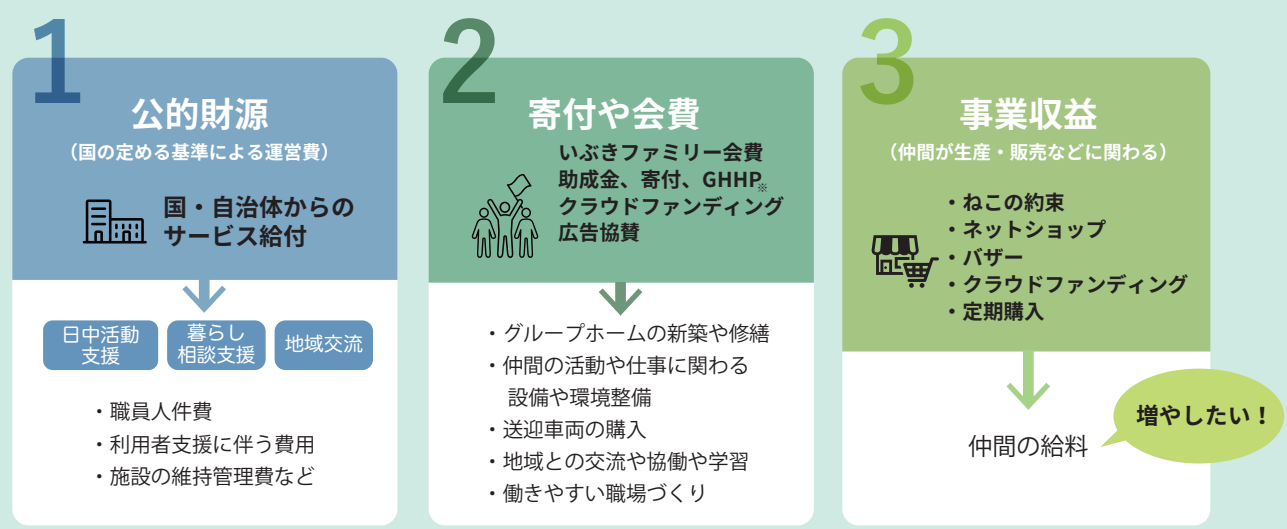 1
公的財源
（国の定める基準による運営費）
国・自治体からの
サービス給付
日中活動
支援
暮らし
相談支援
地域交流
・職員人件費
・利用者支援に伴う費用
・施設の維持管理費など
2
寄付や会費
いぶきファミリー会費
助成金、寄付、GHHP※
クラウドファンディング
広告協賛
・グループホームの新築や修繕
・仲間の活動や仕事に関わる
設備や環境整備
・送迎車両の購入
・地域との交流や協働や学習
・働きやすい職場づくり
3
事業収益
（仲間が生産・販売などに関わる）
・ねこの約束
・ネットショップ
・バザー
・クラウドファンディング
・定期購入
仲間の給料
増やしたい！